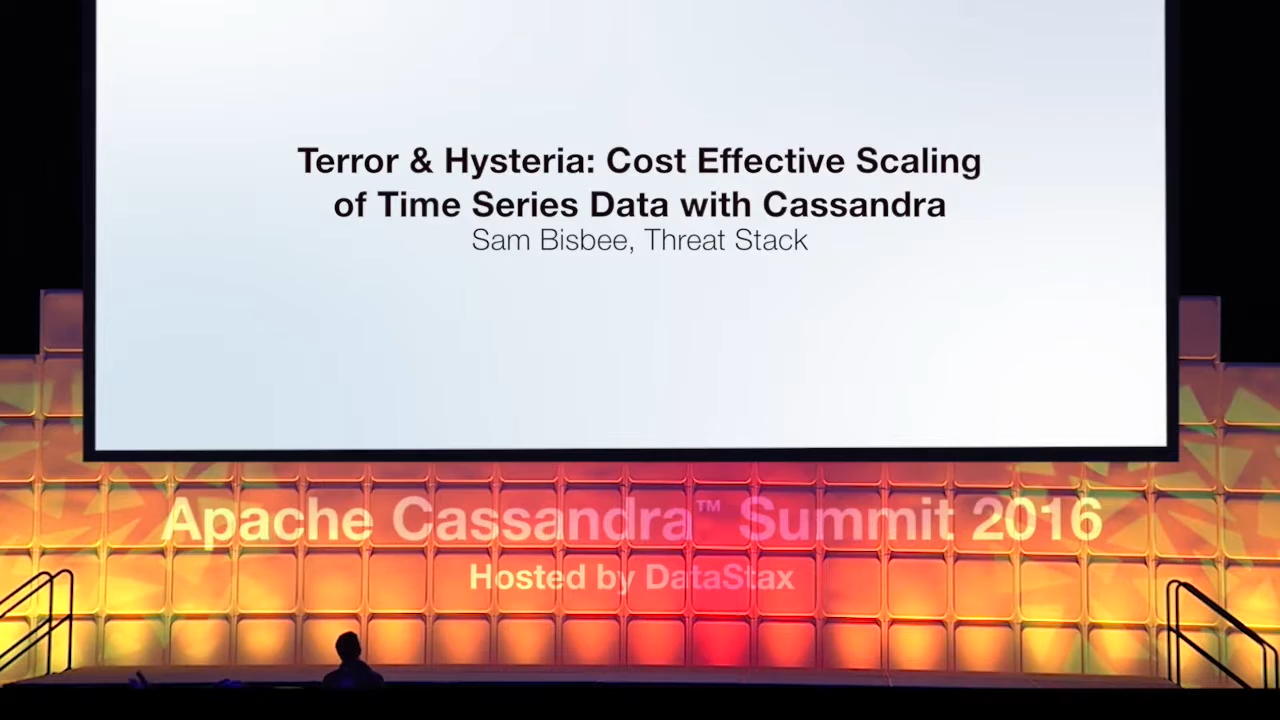 Terror & Hysteria: Cost Effective Scaling
of Time Series Data with Cassandra
Sam Bisbee, Threat Stack
Apache Cassandra™ Summit 2016
Hosted by DataStax